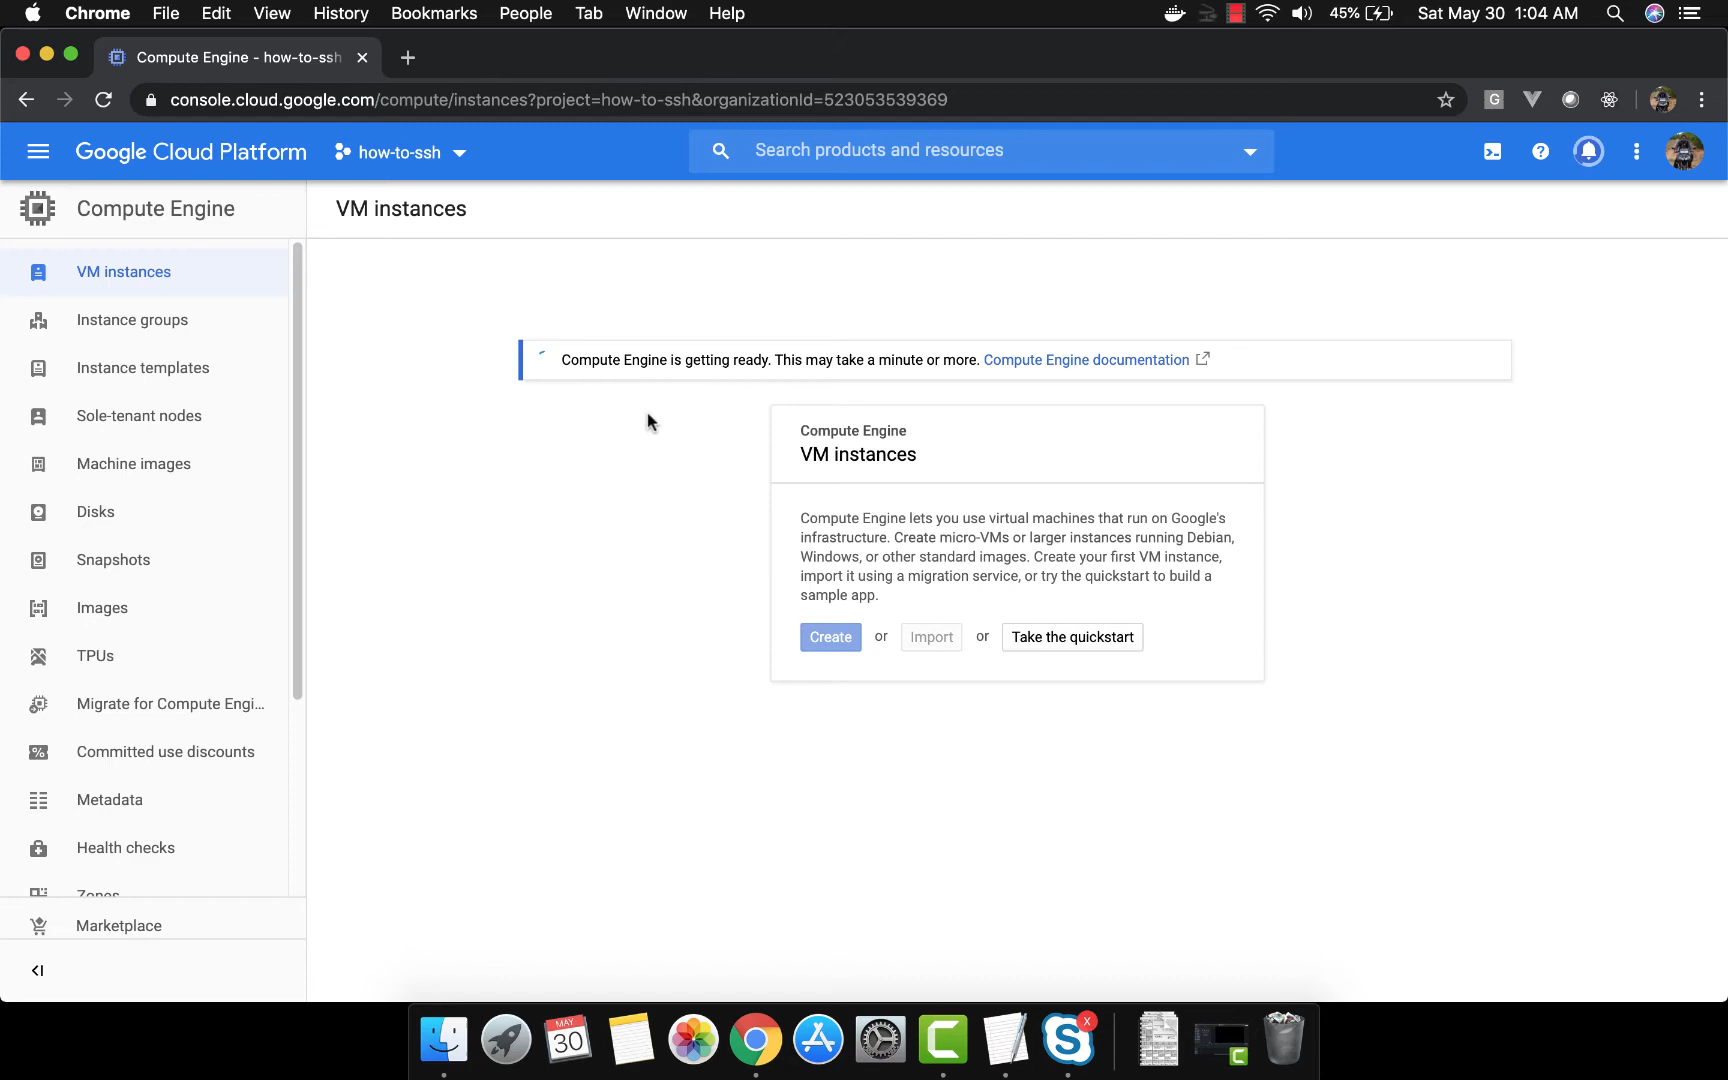 Chrome File Edit View History Bookmarks People Tab Window Help 45% Sat May 30 1:04 AM
Compute Engine - how-to-ssh
console.cloud.google.com/compute/instances?project=how-to-ssh&organizationId=523053539369
G
Google Cloud Platform how-to-ssh Search products and resources
Compute Engine
VM instances
VM instances
Instance groups
Instance templates
Sole-tenant nodes
Machine images
Disks
Snapshots
Images
TPUs
Migrate for Compute Engi...
Committed use discounts
Metadata
Health checks
Zones
Marketplace
Compute Engine is getting ready. This may take a minute or more. Compute Engine documentation
Compute Engine
VM instances
Compute Engine lets you use virtual machines that run on Google's
infrastructure. Create micro-VMs or larger instances running Debian,
Windows, or other standard images. Create your first VM instance,
import it using a migration service, or try the quickstart to build a
sample app.
Create or Import or Take the quickstart
MAY
30